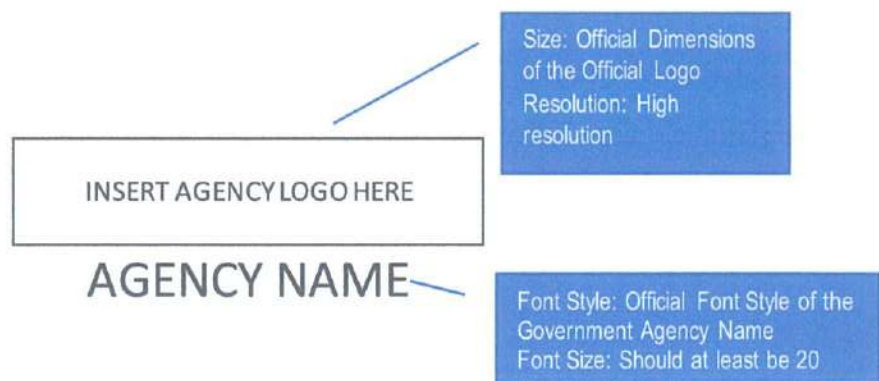 Size: Official Dimensions
of the Official Logo
Resolution: High
resolution
INSERT AGENCY LOGO HERE
AGENCY NAME
Font Style: Official Font Style of the
Government Agency Name
Font Size: Should at least be 20